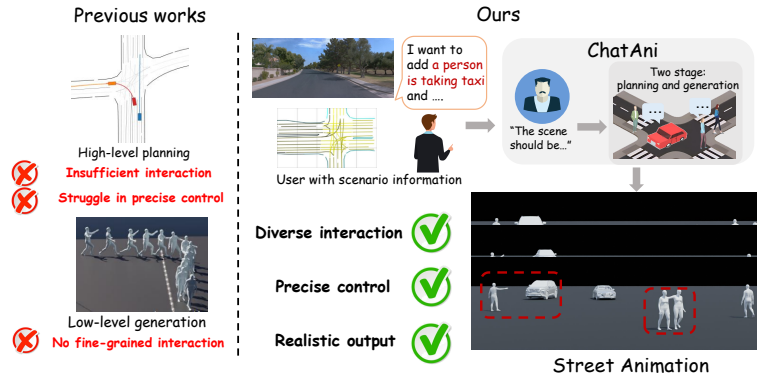 Previous works
High-level planning
Insufficient interaction
Struggle in precise control
Low-level generation
No fine-grained interaction
Ours
I want to
add a person
is taking taxi
and ....
User with scenario information
ChatAni
"The scene
should be..."
Two stage:
planning and generation
Diverse interaction
Precise control
Realistic output
Street Animation